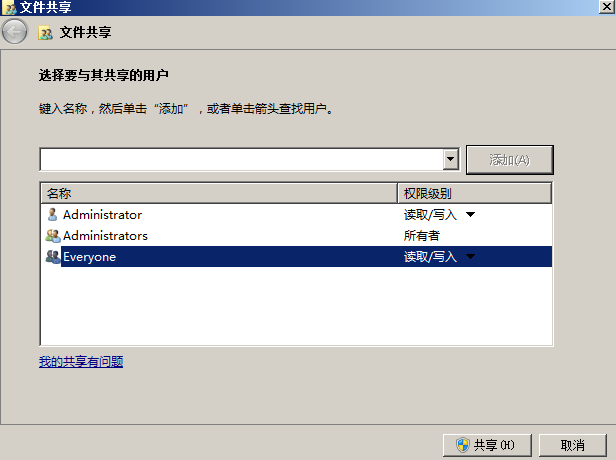 文件共享
文件共享
选择要与其共享的用户
键入名称，然后单击“添加”，或者单击箭头查找用户。
添加(A)
名称 权限级别
Administrator 读取/写入
Administrators 所有者
Everyone 读取/写入
我的共享有问题
共享(H) 取消